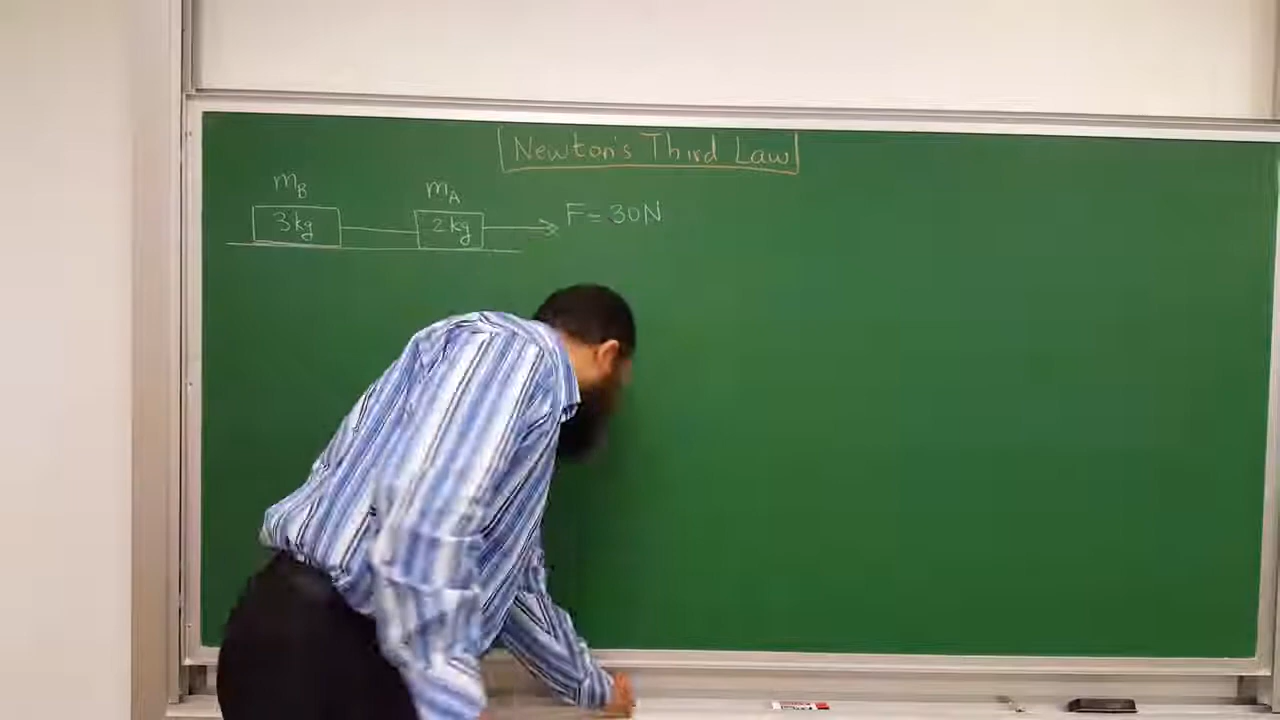 Newton's Third Law
m_B
m_A
3kg
2kg
F = 30N